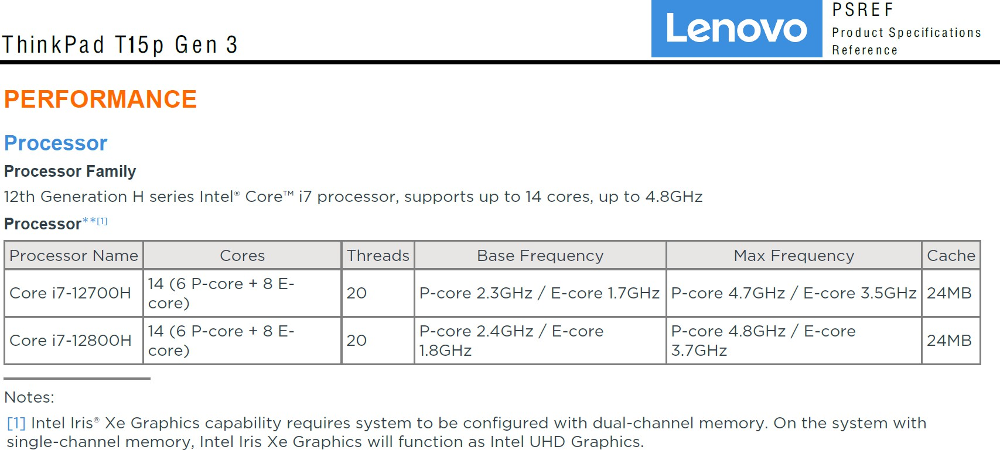 ThinkPad T15p Gen 3
Lenovo
PSREF
Product Specifications
Reference
PERFORMANCE
Processor
Processor Family
12th Generation H series Intel® Core™ i7 processor, supports up to 14 cores, up to 4.8GHz
Processor**[1]
Processor Name Cores Threads Base Frequency Max Frequency Cache
Core i7-12700H 14 (6 P-core + 8 E-
core) 20 P-core 2.3GHz / E-core 1.7GHz P-core 4.7GHz / E-core 3.5GHz 24MB
Core i7-12800H 14 (6 P-core + 8 E-
core) 20 P-core 2.4GHz / E-core
1.8GHz P-core 4.8GHz / E-core
3.7GHz 24MB
Notes:
[1] Intel Iris® Xe Graphics capability requires system to be configured with dual-channel memory. On the system with
single-channel memory, Intel Iris Xe Graphics will function as Intel UHD Graphics.